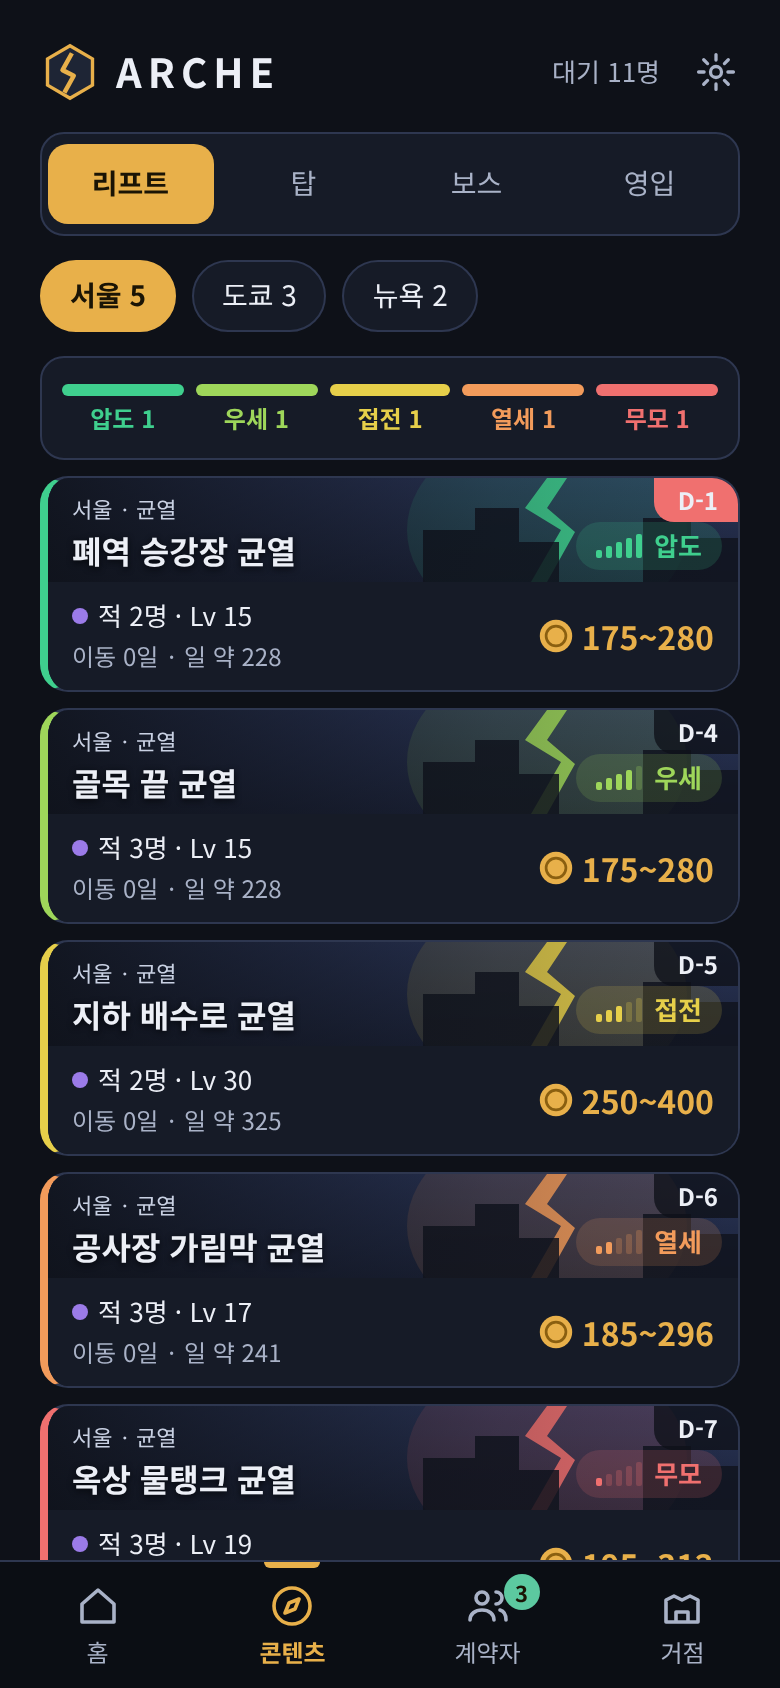 ARCHE
대기 11명
리프트 탑 보스 영입
서울 5 도쿄 3 뉴욕 2
압도 1 우세 1 접전 1 열세 1 무모 1
서울 · 균열
D-1
폐역 승강장 균열
압도
적 2명 · Lv 15
이동 0일 · 일 약 228
175~280
서울 · 균열
D-4
골목 끝 균열
우세
적 3명 · Lv 15
이동 0일 · 일 약 228
175~280
서울 · 균열
D-5
지하 배수로 균열
접전
적 2명 · Lv 30
이동 0일 · 일 약 325
250~400
서울 · 균열
D-6
공사장 가림막 균열
열세
적 3명 · Lv 17
이동 0일 · 일 약 241
185~296
서울 · 균열
D-7
옥상 물탱크 균열
무모
적 3명 · Lv 19
3
홈 콘텐츠 계약자 거점